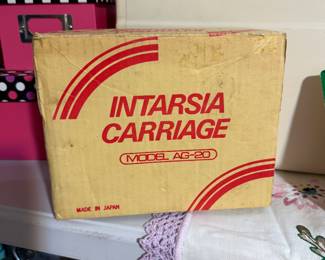 INTARSIA
CARRIAGE
MODEL AG-20
MADE IN JAPAN